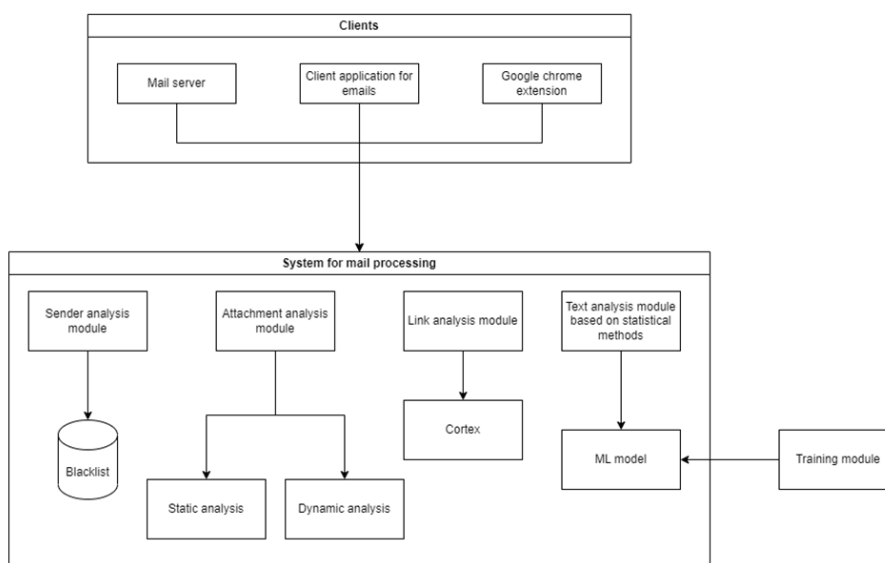 Clients
Mail server
Client application for
emails
Google chrome
extension
System for mail processing
Sender analysis
module
Attachment analysis
module
Link analysis module
Text analysis module
based on statistical
methods
Blacklist
Static analysis
Dynamic analysis
Cortex
ML model
Training module